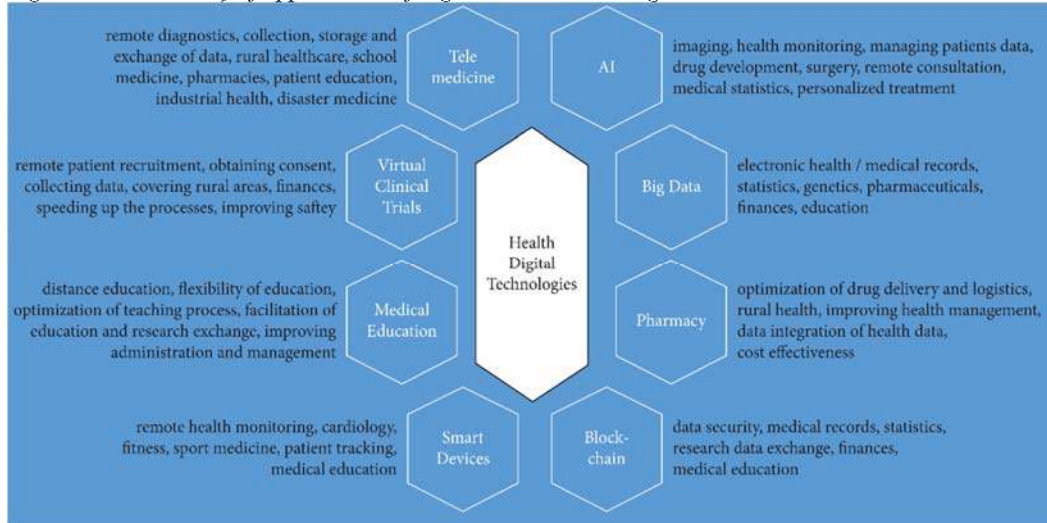 remote diagnostics, collection, storage and
exchange of data, rural healthcare, school
medicine, pharmacies, patient education,
industrial health, disaster medicine
Tele
medicine
AI
imaging, health monitoring, managing patients data,
drug development, surgery, remote consultation,
medical statistics, personalized treatment
remote patient recruitment, obtaining consent,
collecting data, covering rural areas, finances,
speeding up the processes, improving saftey
Virtual
Clinical
Trials
Big Data
electronic health / medical records,
statistics, genetics, pharmaceuticals,
finances, education
Health
Digital
Technologies
distance education, flexibility of education,
optimization of teaching process, facilitation of
education and research exchange, improving
administration and management
Medical
Education
Pharmacy
optimization of drug delivery and logistics,
rural health, improving health management,
data integration of health data,
cost effectiveness
remote health monitoring, cardiology,
fitness, sport medicine, patient tracking,
medical education
Smart
Devices
Block-
chain
data security, medical records, statistics,
research data exchange, finances,
medical education